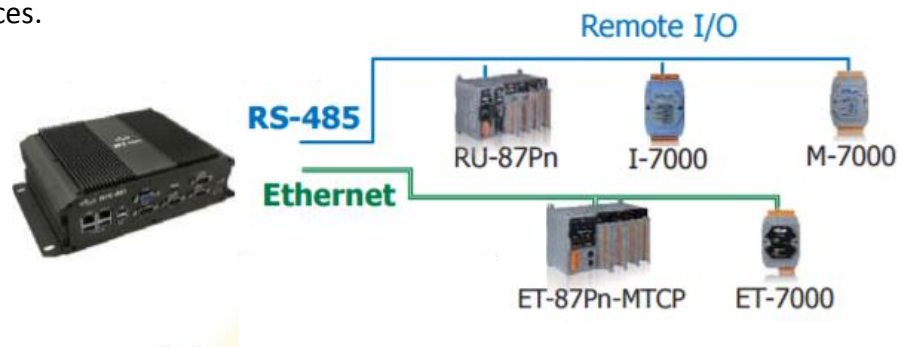 ces.
Remote I/O
RS-485
RU-87Pn
I-7000
M-7000
Ethernet
ET-87Pn-MTCP
ET-7000